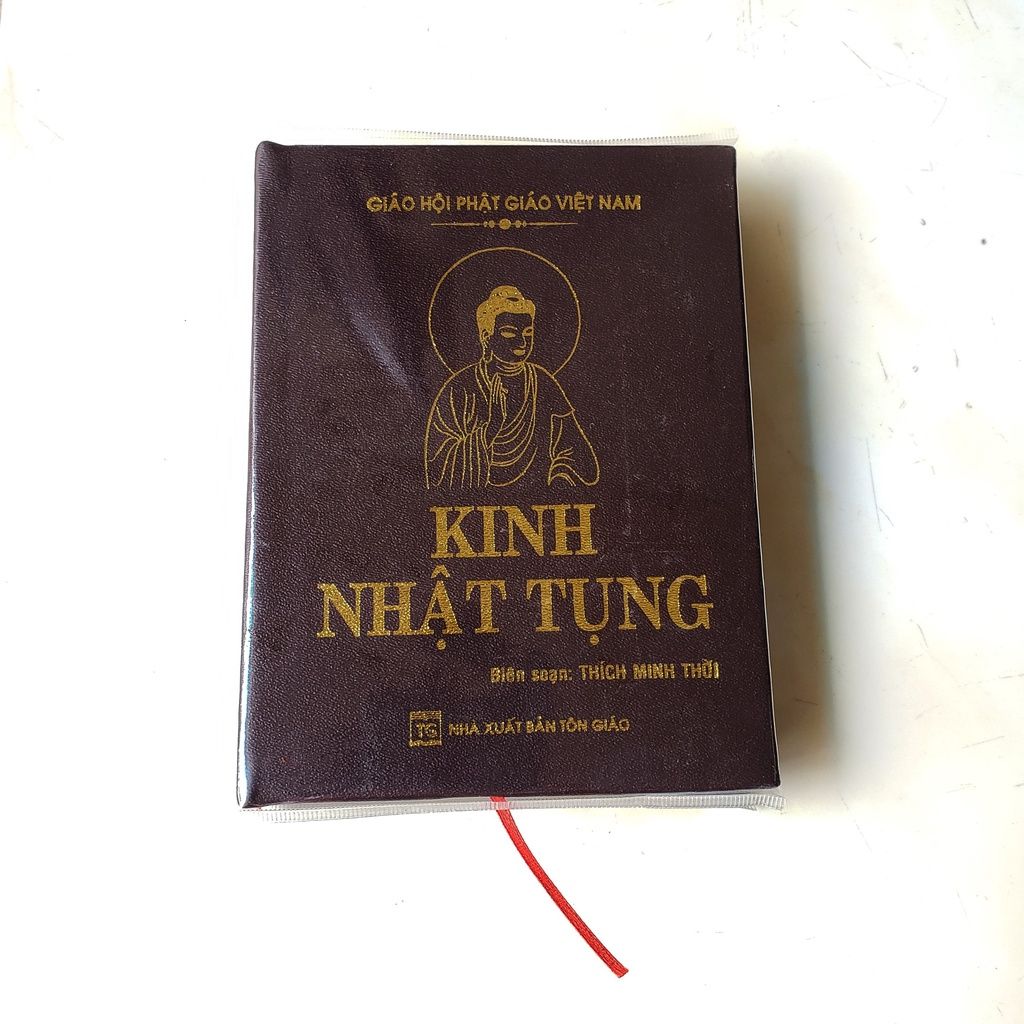 GIÁO HỘI PHẬT GIÁO VIỆT NAM
KINH
NHẬT TỤNG
Biên soạn: THÍCH MINH THỜI
TG NHÀ XUẤT BẢN TÔN GIÁO